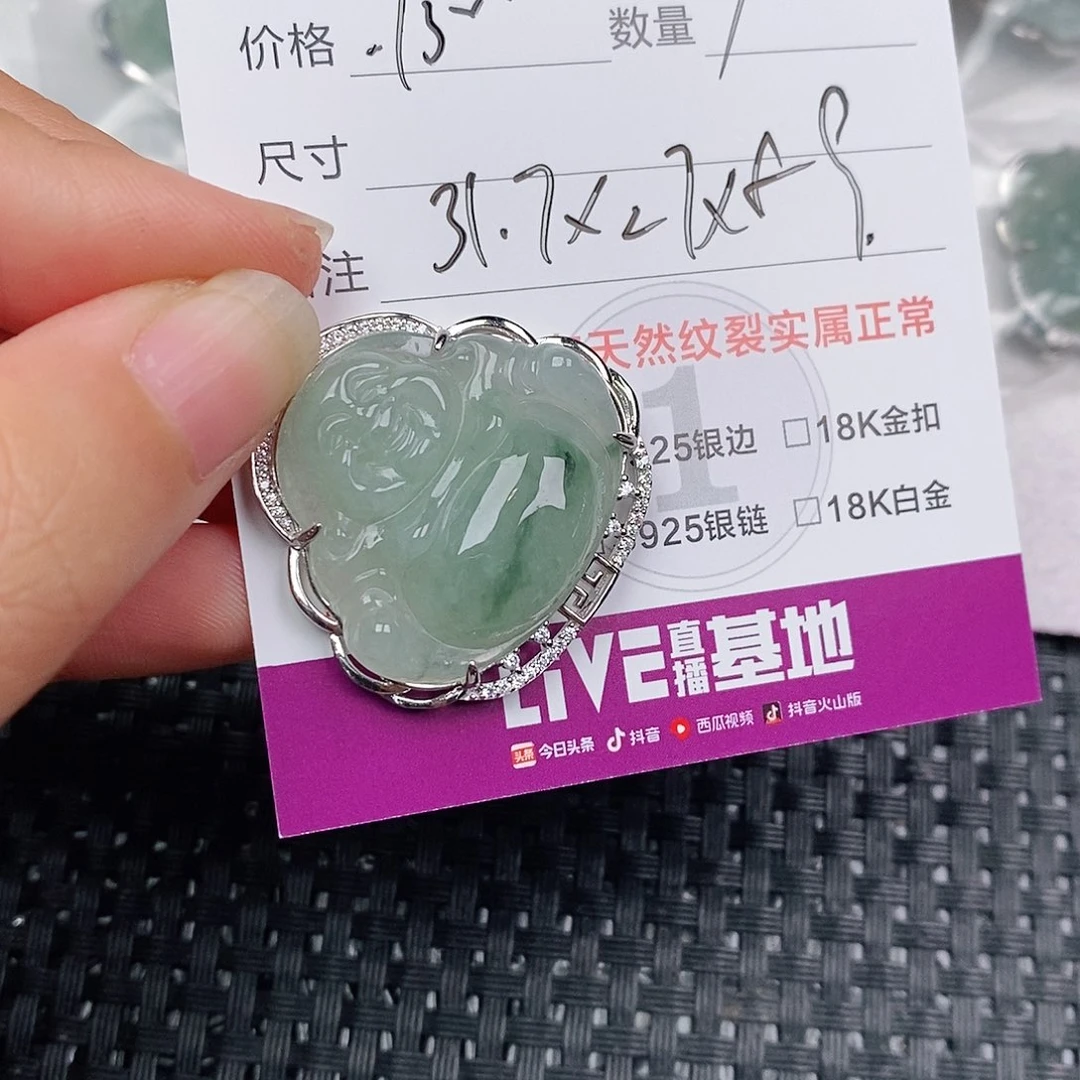 价格 数量
尺寸
31.7x27x
注
天然纹裂实属正常
1
25银边 □18K金扣
925银链 □18K白金
LIVE直播基地
头条 今日头条 抖音 西瓜视频 抖音火山版